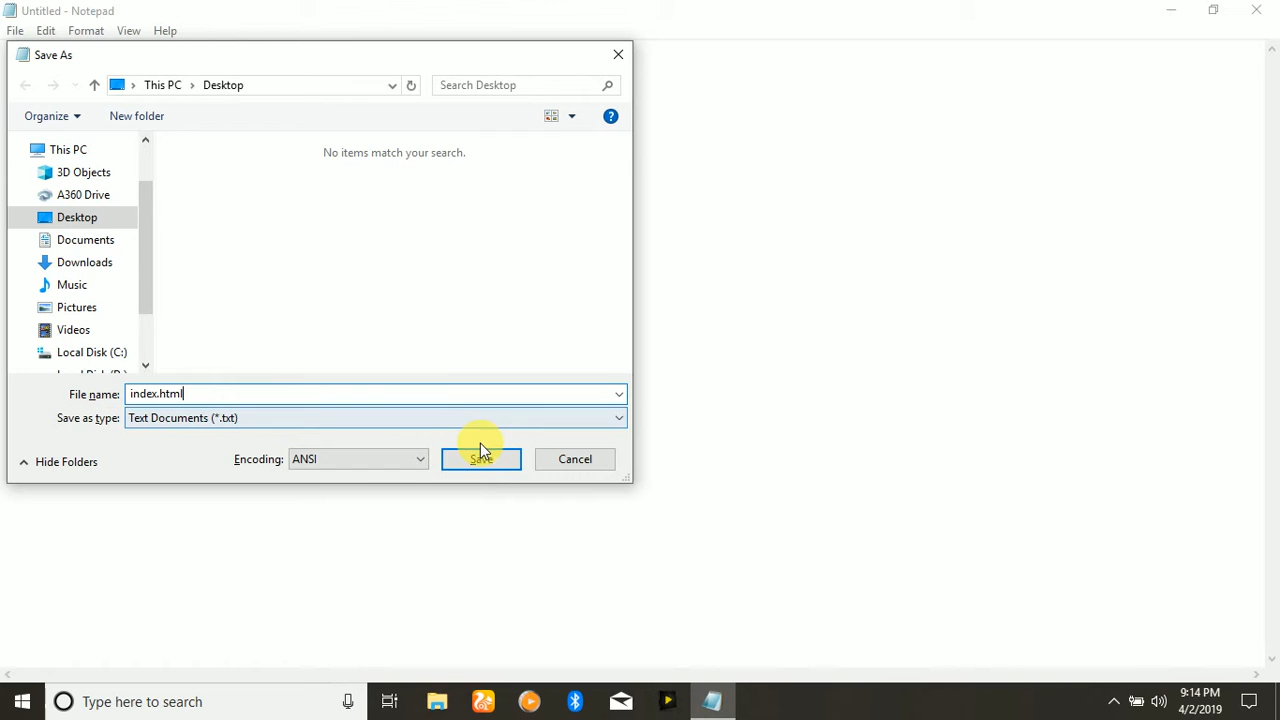 Untitled - Notepad
File Edit Format View Help
Save As
This PC Desktop
Search Desktop
Organize New folder
This PC
3D Objects
A360 Drive
Desktop
Documents
Downloads
Music
Pictures
Videos
Local Disk (C:)
No items match your search.
File name: index.html
Save as type: Text Documents (*.txt)
Hide Folders
Encoding: ANSI
Save
Cancel
Type here to search
9:14 PM
4/2/2019